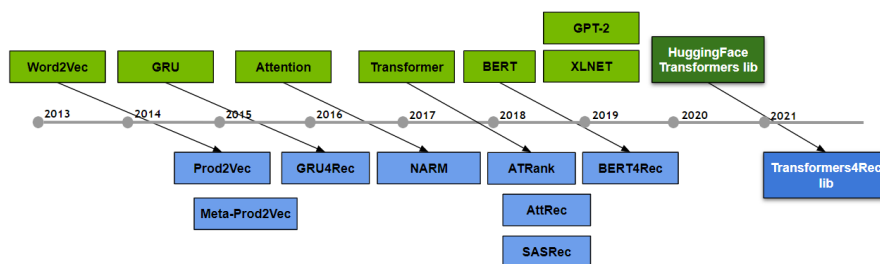 GPT-2
Word2Vec
GRU
Attention
Transformer
BERT
XLNET
HuggingFace
Transformers lib
2013
2014
2015
2016
2017
2018
2019
2020
2021
Prod2Vec
GRU4Rec
NARM
ATRank
BERT4Rec
Transformers4Rec
lib
Meta-Prod2Vec
AttRec
SASRec